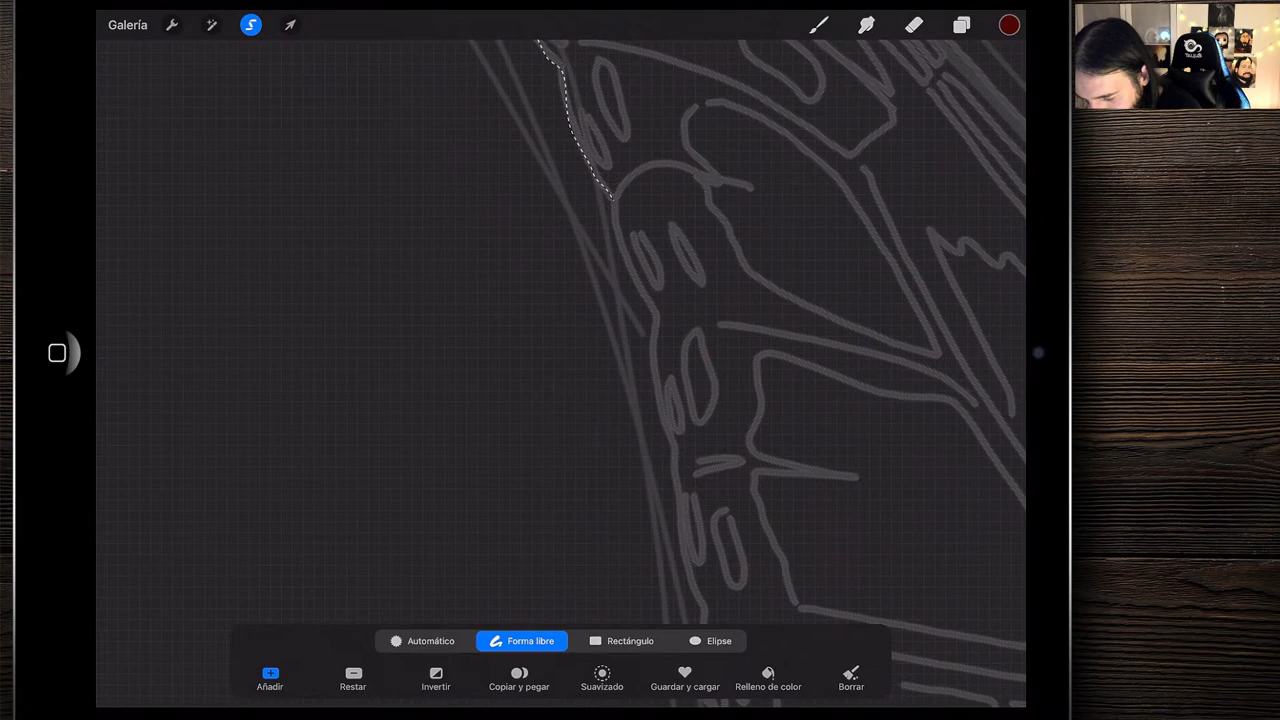 Galería
Automático
Forma libre
Rectángulo
Elipse
Añadir
Restar
Invertir
Copiar y pegar
Suavizado
Guardar y cargar
Relleno de color
Borrar